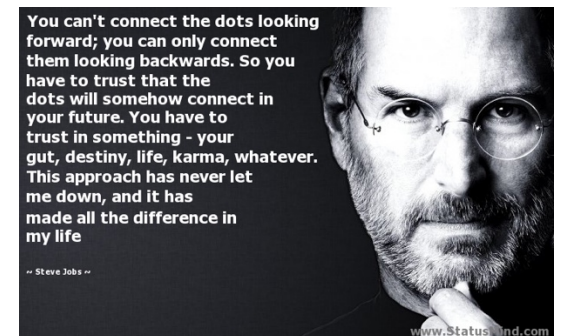 You can't connect the dots looking
forward; you can only connect
them looking backwards. So you
have to trust that the
dots will somehow connect in
your future. You have to
trust in something - your
gut, destiny, life, karma, whatever.
This approach has never let
me down, and it has
made all the difference in
my life
~ Steve Jobs ~